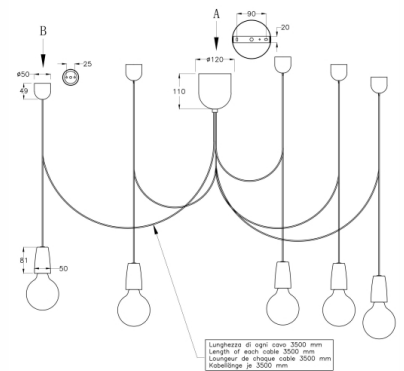 A
B
90
20
25
ø50
49
ø120
110
81
50
Lunghezza di ogni cavo 3500 mm
Length of each cable 3500 mm
Loungeur de chaque cable 3500 mm
Kabellänge je 3500 mm